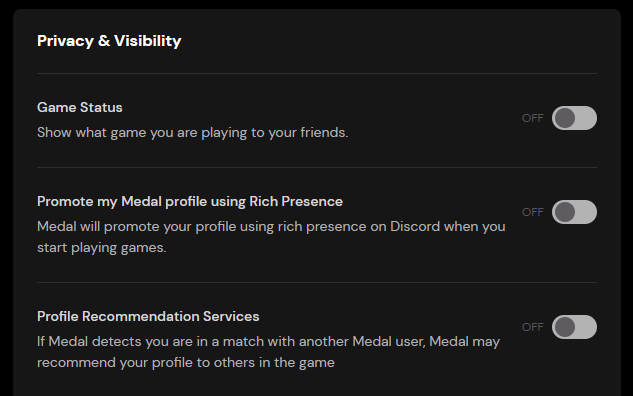 Privacy & Visibility
Game Status
Show what game you are playing to your friends.
OFF
Promote my Medal profile using Rich Presence
Medal will promote your profile using rich presence on Discord when you
start playing games.
OFF
Profile Recommendation Services
If Medal detects you are in a match with another Medal user, Medal may
recommend your profile to others in the game
OFF